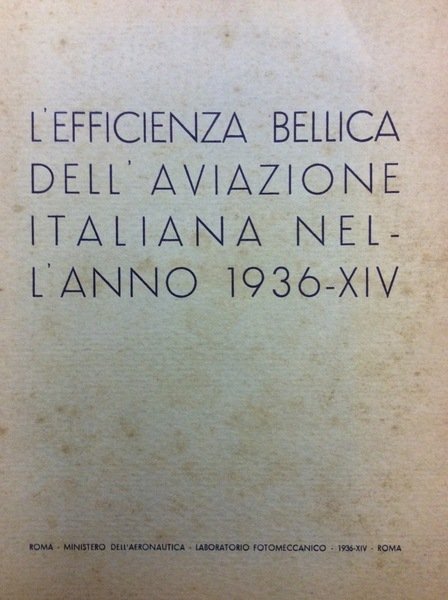 L'EFFICIENZA BELLICA
DELL'AVIAZIONE
ITALIANA NEL-
L'ANNO 1936-XIV
ROMA - MINISTERO DELL'AERONAUTICA - LABORATORIO FOTOMECCANICO - 1936-XIV - ROMA